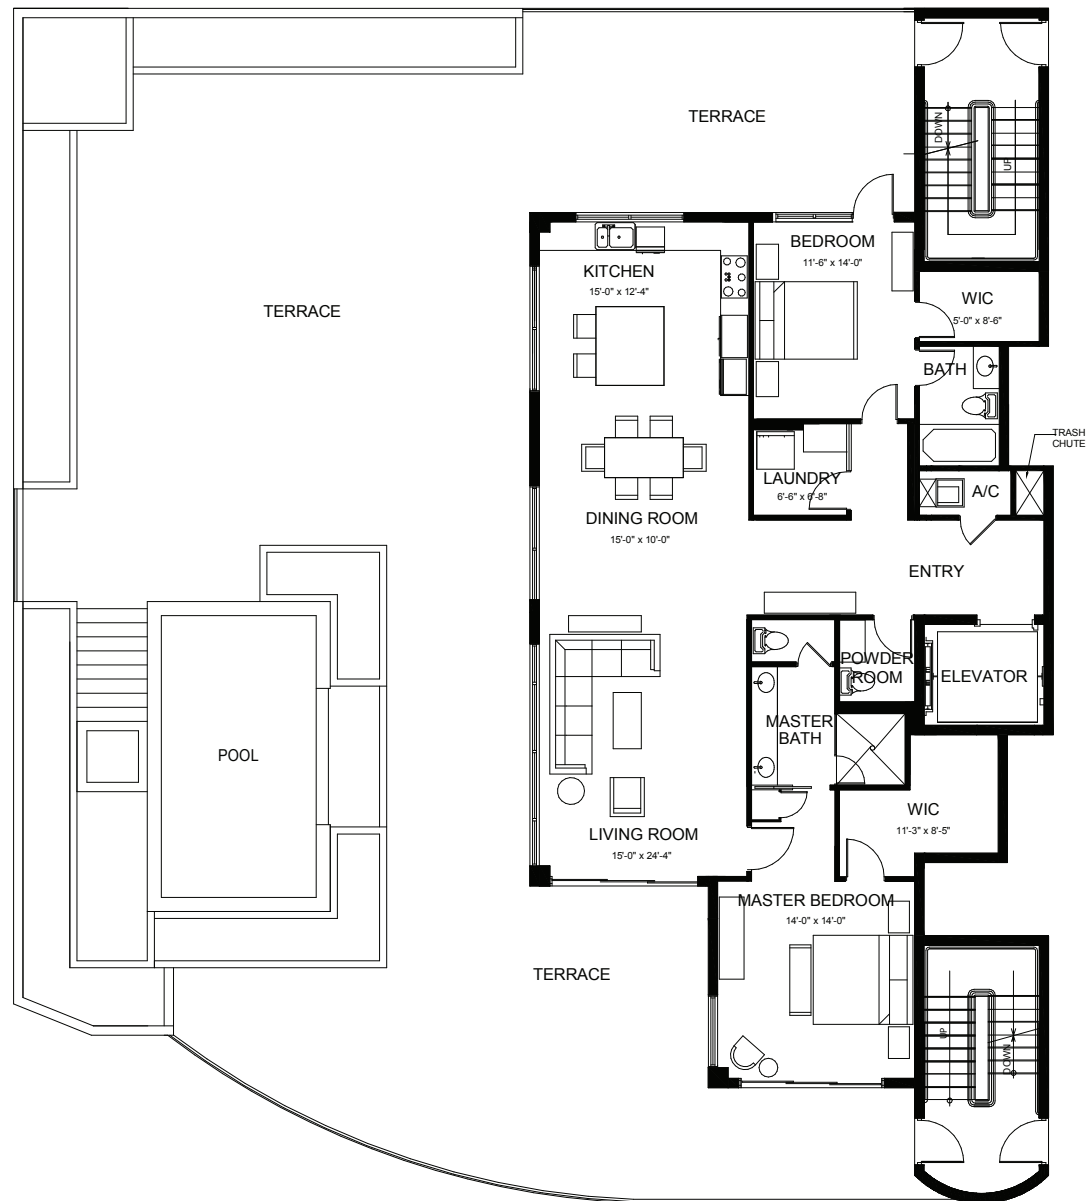 TERRACE
DOWN
UP
BEDROOM
11'-6" x 14'-0"
KITCHEN
15'-0" x 12'-4"
WIC
5'-0" x 8'-6"
TERRACE
BATH
TRASH
CHUTE
LAUNDRY
6'-6" x 6'-8"
A/C
DINING ROOM
15'-0" x 10'-0"
ENTRY
POWDER
ROOM
ELEVATOR
MASTER
BATH
POOL
WIC
11'-3" x 8'-5"
LIVING ROOM
15'-0" x 24'-4"
MASTER BEDROOM
14'-0" x 14'-0"
TERRACE
UP
DOWN